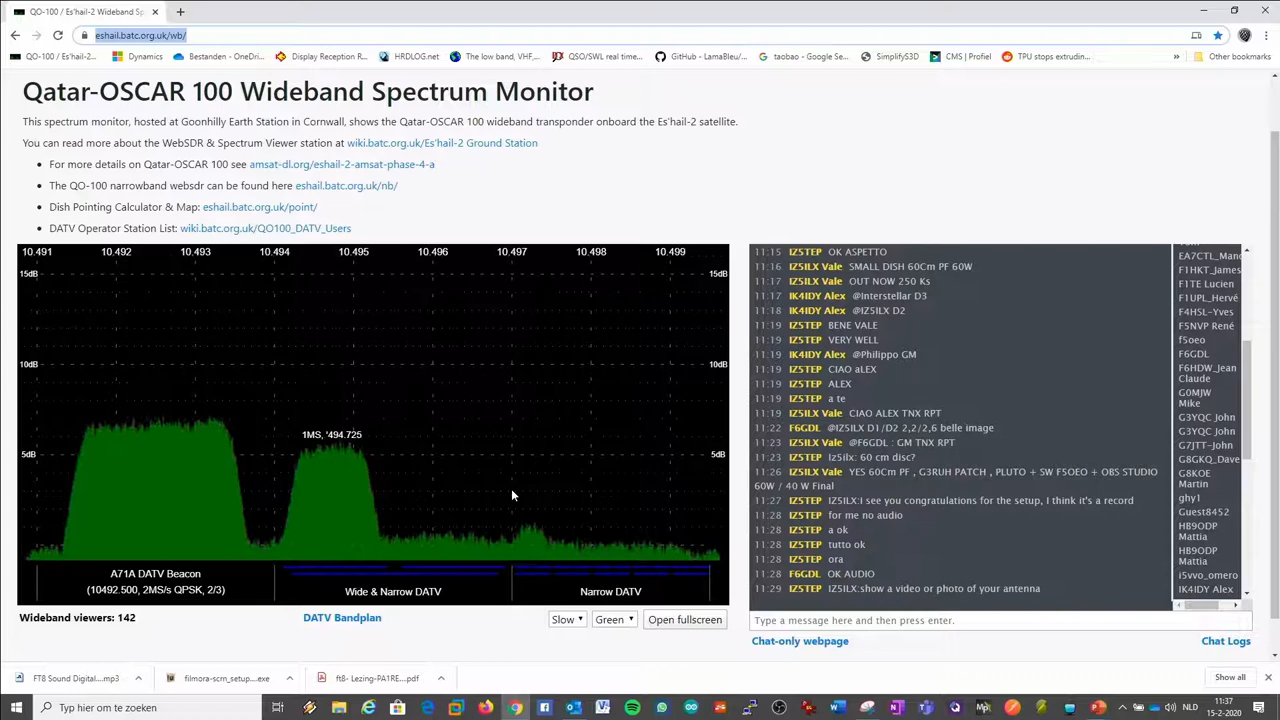 QO-100 / Es'hail-2 Wideband Sp
eshail.batc.org.uk/wb/
QO-100 / Es'hail-2...
Dynamics
Bestanden - OneDri...
Display Reception R...
HRDLOG.net
The low band, VHF,...
QSO/SWL real time...
GitHub - LamaBleu/...
taobao - Google Se...
SimplifyS3D
CMS | Profiel
TPU stops extrudin...
»
Other bookmarks
Qatar-OSCAR 100 Wideband Spectrum Monitor
This spectrum monitor, hosted at Goonhilly Earth Station in Cornwall, shows the Qatar-OSCAR 100 wideband transponder onboard the Es'hail-2 satellite.
You can read more about the WebSDR & Spectrum Viewer station at wiki.batc.org.uk/Es'hail-2 Ground Station
• For more details on Qatar-OSCAR 100 see amsat-dl.org/eshail-2-amsat-phase-4-a
• The QO-100 narrowband websdr can be found here eshail.batc.org.uk/nb/
• Dish Pointing Calculator & Map: eshail.batc.org.uk/point/
• DATV Operator Station List: wiki.batc.org.uk/QO100_DATV_Users
10.491 10.492 10.493 10.494 10.495 10.496 10.497 10.498 10.499
15dB 15dB
10dB 10dB
1MS, '494.725
5dB 5dB
A71A DATV Beacon
(10492.500, 2MS/s QPSK, 2/3)
Wide & Narrow DATV
Narrow DATV
Wideband viewers: 142
DATV Bandplan
Slow
Green
Open fullscreen
11:15 IZ5TEP OK ASPETTO
11:16 IZ5ILX Vale SMALL DISH 60Cm PF 60W
11:17 IZ5ILX Vale OUT NOW 250 Ks
11:17 IK4IDY Alex @Interstellar D3
11:18 IK4IDY Alex @IZ5ILX D2
11:19 IZ5TEP BENE VALE
11:19 IZ5TEP VERY WELL
11:19 IK4IDY Alex @Philippo GM
11:19 IZ5TEP CIAO aLEX
11:19 IZ5TEP ALEX
11:19 IZ5TEP a te
11:19 IZ5ILX Vale CIAO ALEX TNX RPT
11:22 F6GDL @IZ5ILX D1/D2 2,2/2,6 belle image
11:23 IZ5ILX Vale @F6GDL : GM TNX RPT
11:23 IZ5TEP Iz5ilx: 60 cm disc?
11:26 IZ5ILX Vale YES 60Cm PF , G3RUH PATCH , PLUTO + SW F5OEO + OBS STUDIO
60W / 40 W Final
11:27 IZ5TEP IZ5ILX:I see you congratulations for the setup, I think it's a record
11:28 IZ5TEP for me no audio
11:28 IZ5TEP a ok
11:28 IZ5TEP tutto ok
11:28 IZ5TEP ora
11:28 F6GDL OK AUDIO
11:29 IZ5TEP IZ5ILX:show a video or photo of your antenna
EA7CTL_Mano
F1HKT_James
F1TE Lucien
F1UPL_Hervé
F4HSL-Yves
F5NVP René
f5oeo
F6GDL
F6HDW_Jean
Claude
G0MJW
Mike
G3YQC John
G3YQC John
G7JTT-John
G8GKQ_Dave
G8KOE
Martin
ghy1
Guest8452
HB9ODP
Mattia
HB9ODP
Mattia
i5vvo_omero
IK4IDY Alex
Type a message here and then press enter.
Chat-only webpage
Chat Logs
FT8 Sound Digital....mp3
filmora-scrn_setup....exe
ft8- Lezing-PA1RE....pdf
Show all
Typ hier om te zoeken
NLD
11:37
15-2-2020